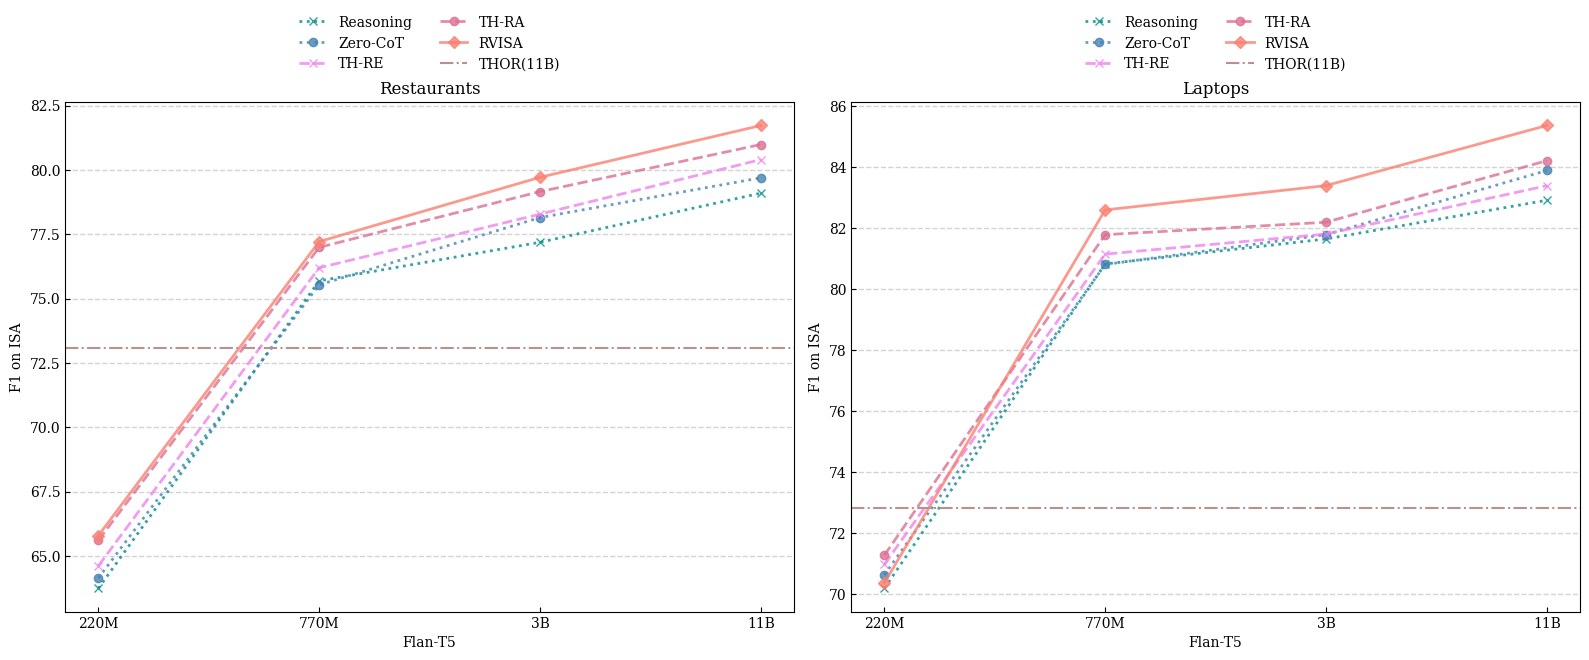 Reasoning
Zero-CoT
TH-RE
TH-RA
RVISA
THOR(11B)
Restaurants
F1 on ISA
82.5
80.0
77.5
75.0
72.5
70.0
67.5
65.0
220M 770M 3B 11B
Flan-T5
Reasoning
Zero-CoT
TH-RE
TH-RA
RVISA
THOR(11B)
Laptops
F1 on ISA
86
84
82
80
78
76
74
72
70
220M 770M 3B 11B
Flan-T5